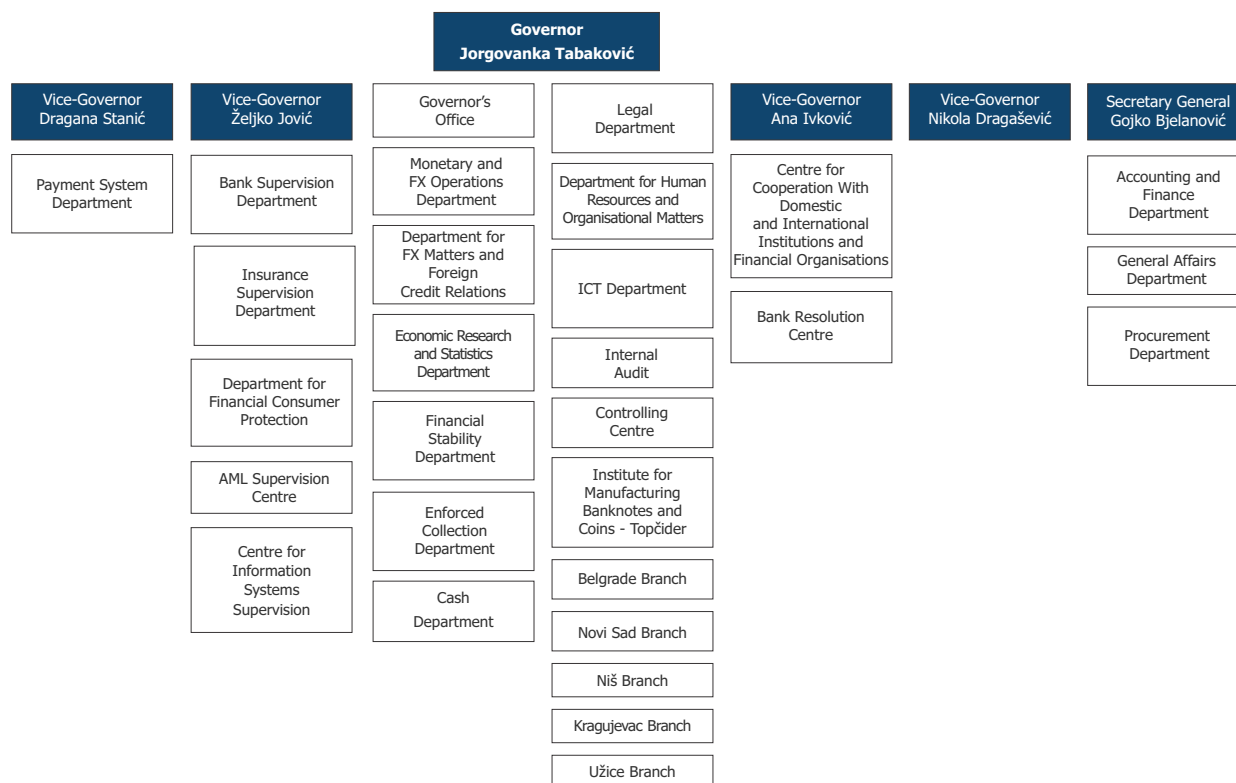 Governor
Jorgovanka Tabaković
Vice-Governor
Dragana Stanić
Payment System
Department
Vice-Governor
Željko Jović
Bank Supervision
Department
Insurance
Supervision
Department
Department for
Financial Consumer
Protection
AML Supervision
Centre
Centre for
Information
Systems
Supervision
Governor's
Office
Monetary and
FX Operations
Department
Department for
FX Matters and
Foreign
Credit Relations
Economic Research
and Statistics
Department
Financial
Stability
Department
Enforced
Collection
Department
Cash
Department
Legal
Department
Department for Human
Resources and
Organisational Matters
ICT Department
Internal
Audit
Controlling
Centre
Institute for
Manufacturing
Banknotes and
Coins - Topčider
Belgrade Branch
Novi Sad Branch
Niš Branch
Kragujevac Branch
Užice Branch
Vice-Governor
Ana Ivković
Centre for
Cooperation With
Domestic
and International
Institutions and
Financial Organisations
Bank Resolution
Centre
Vice-Governor
Nikola Dragašević
Secretary General
Gojko Bjelanović
Accounting and
Finance
Department
General Affairs
Department
Procurement
Department